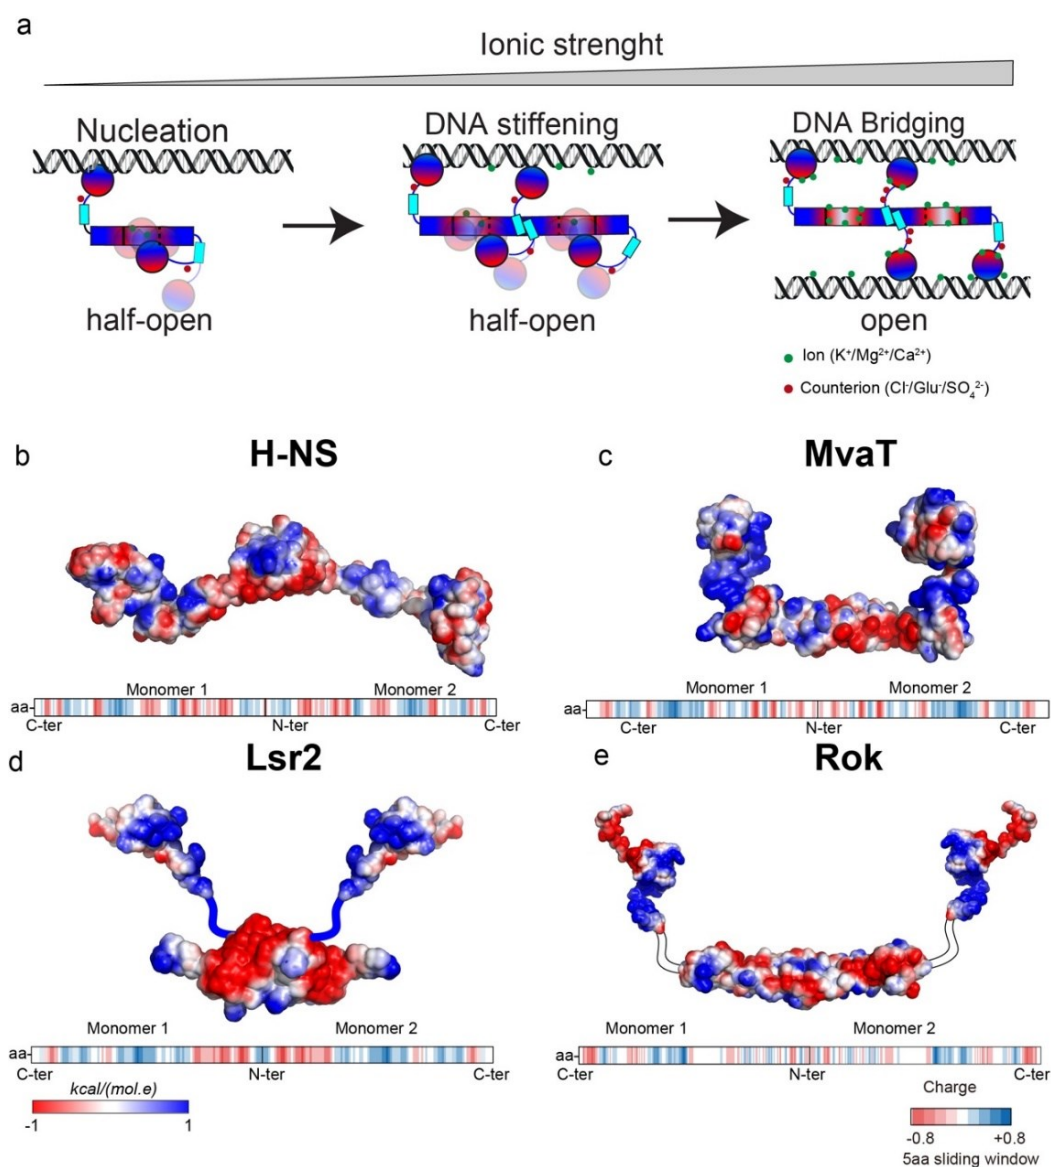 a
Ionic strenght
Nucleation
DNA stiffening
DNA Bridging
half-open
half-open
open
Ion (K⁺/Mg²⁺/Ca²⁺)
Counterion (Cl⁻/Glu⁻/SO₄²⁻)
b
H-NS
c
MvaT
Monomer 1
Monomer 2
aa-
C-ter
N-ter
C-ter
Monomer 1
Monomer 2
aa-
C-ter
N-ter
C-ter
d
Lsr2
e
Rok
Monomer 1
Monomer 2
aa-
C-ter
N-ter
C-ter
Monomer 1
Monomer 2
aa-
C-ter
N-ter
C-ter
kcal/(mol.e)
-1
1
Charge
-0.8
+0.8
5aa sliding window